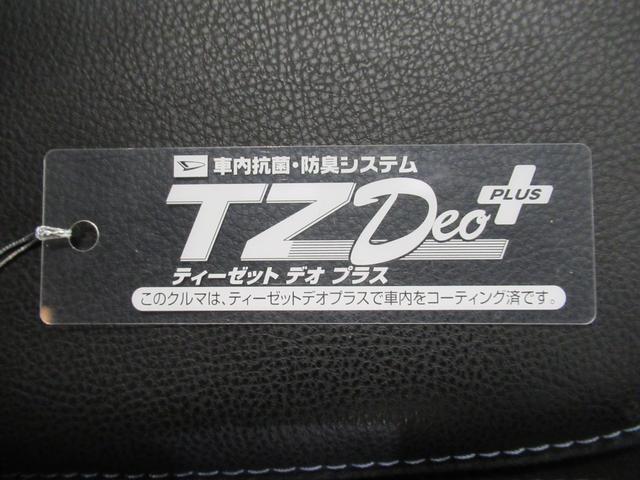 車内抗菌・防臭システム
TZ Deo PLUS
ティーゼット デオ プラス
このクルマは、ティーゼットデオプラスで車内をコーティング済です。